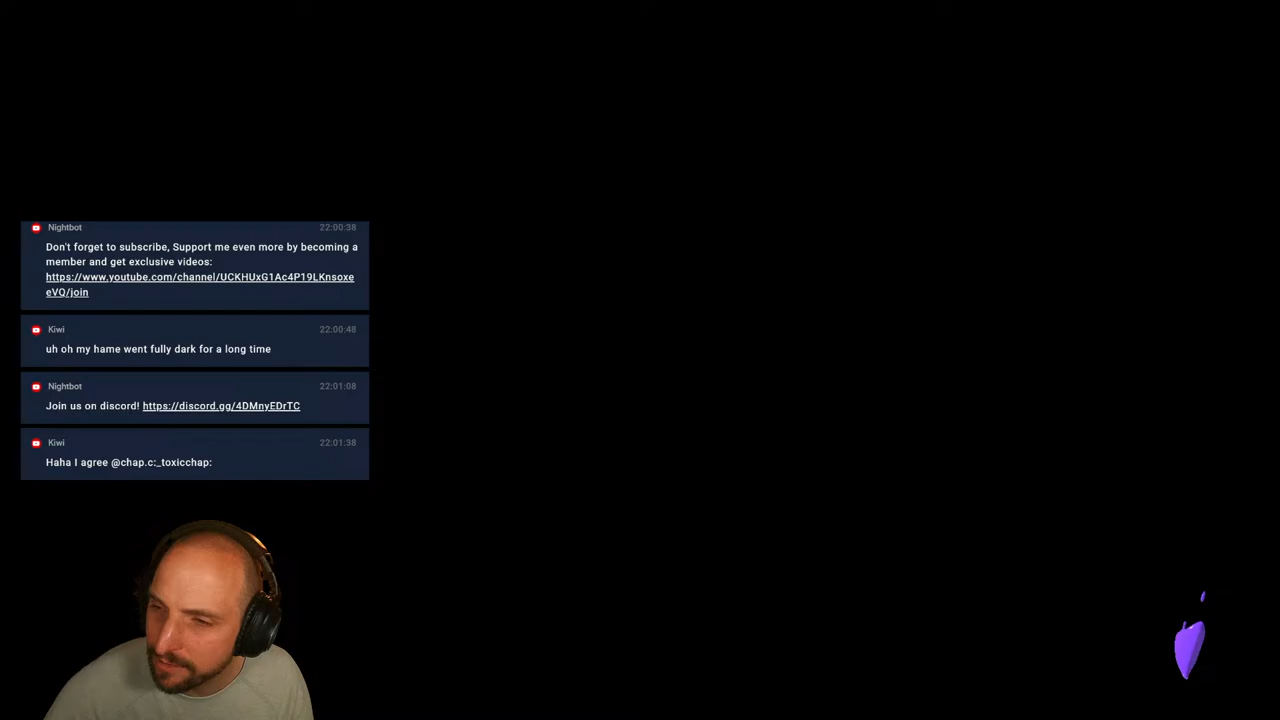 Nightbot 22:00:38
Don't forget to subscribe, Support me even more by becoming a
member and get exclusive videos:
https://www.youtube.com/channel/UCKHUxG1Ac4P19LKnsoxe
eVQ/join
Kiwi 22:00:48
uh oh my hame went fully dark for a long time
Nightbot 22:01:08
Join us on discord! https://discord.gg/4DMnyEDrTC
Kiwi 22:01:38
Haha I agree @chap.c:_toxicchap: